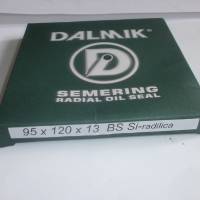 DALMIK®
SEMERING
RADIAL OIL SEAL
95 x 120 x 13 BS Si-radilica